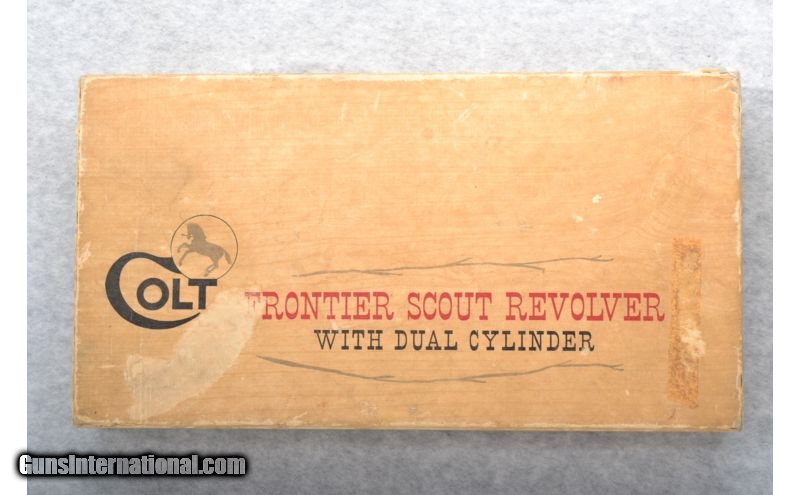 COLT
FRONTIER SCOUT REVOLVER
WITH DUAL CYLINDER
GunsInternational.com